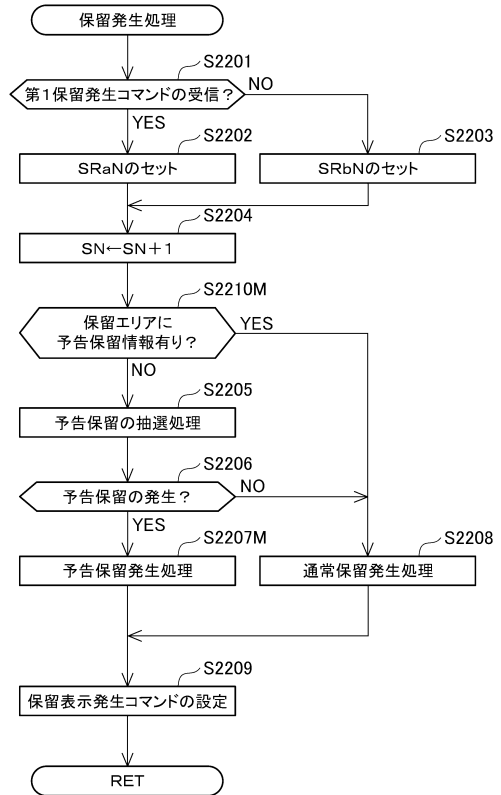 保留発生処理
S2201
第1保留発生コマンドの受信？
NO
YES
S2202
S2203
SRaNのセット
SRbNのセット
S2204
SN←SN＋1
S2210M
保留エリアに
予告保留情報有り？
YES
NO
S2205
予告保留の抽選処理
S2206
予告保留の発生？
NO
YES
S2207M
S2208
予告保留発生処理
通常保留発生処理
S2209
保留表示発生コマンドの設定
RET